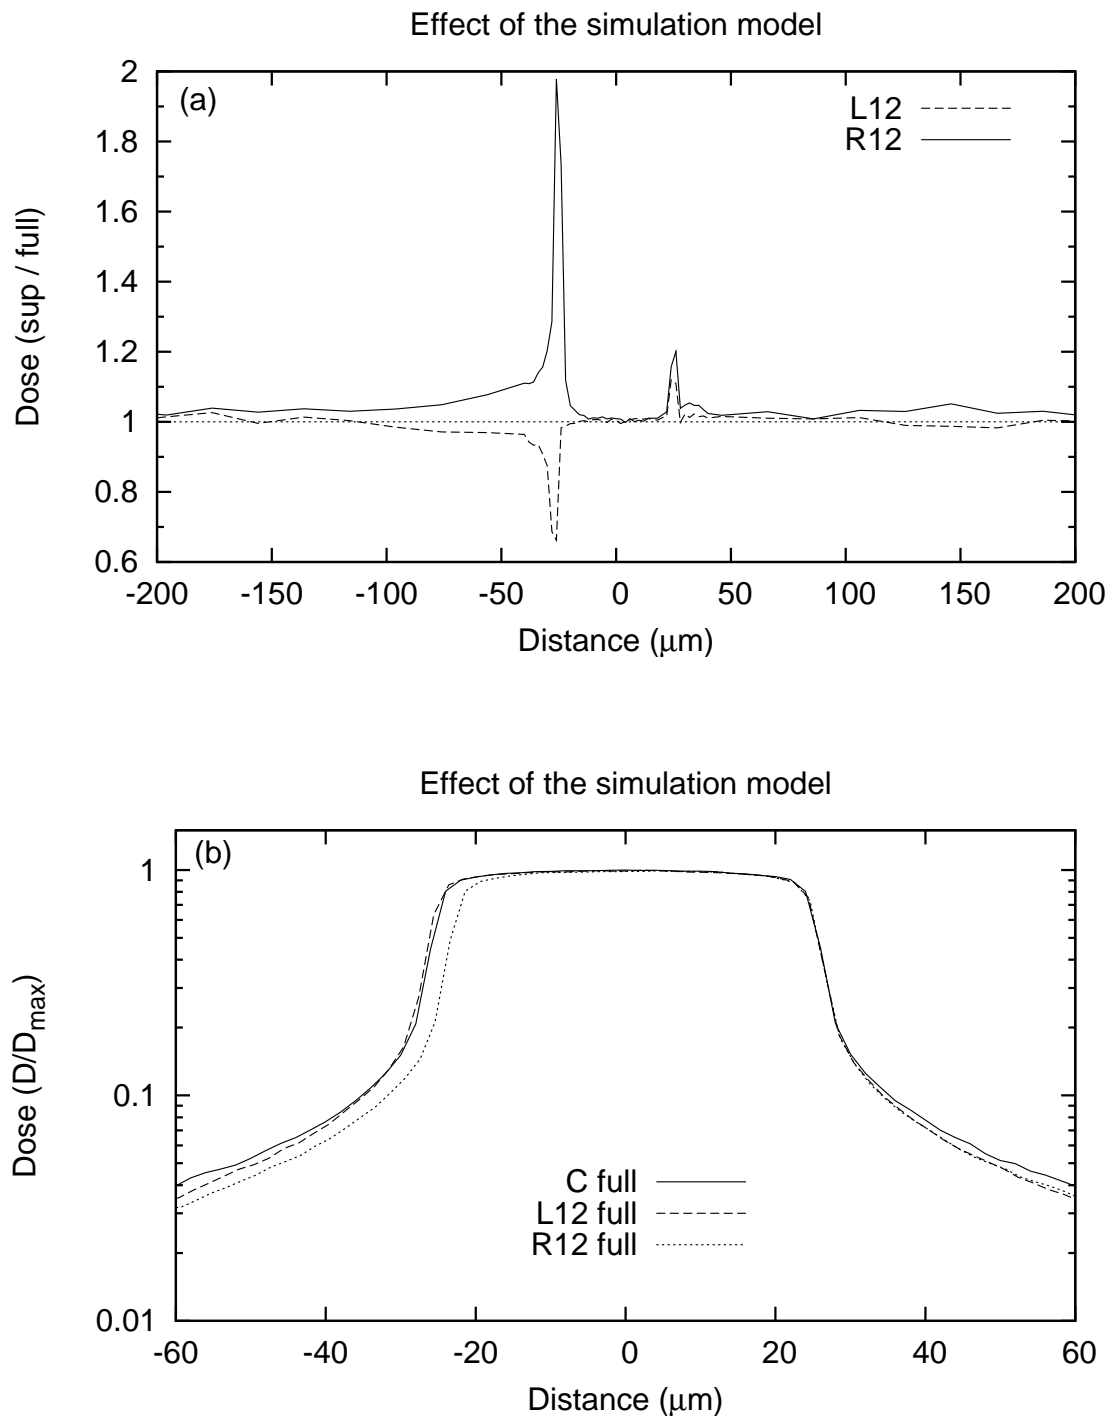 Effect of the simulation model
(a)
L12
R12
2
1.8
1.6
1.4
1.2
1
0.8
0.6
Dose (sup / full)
-200 -150 -100 -50 0 50 100 150 200
Distance (μm)
Effect of the simulation model
(b)
1
0.1
0.01
Dose (D/Dmax)
C full
L12 full
R12 full
-60 -40 -20 0 20 40 60
Distance (μm)